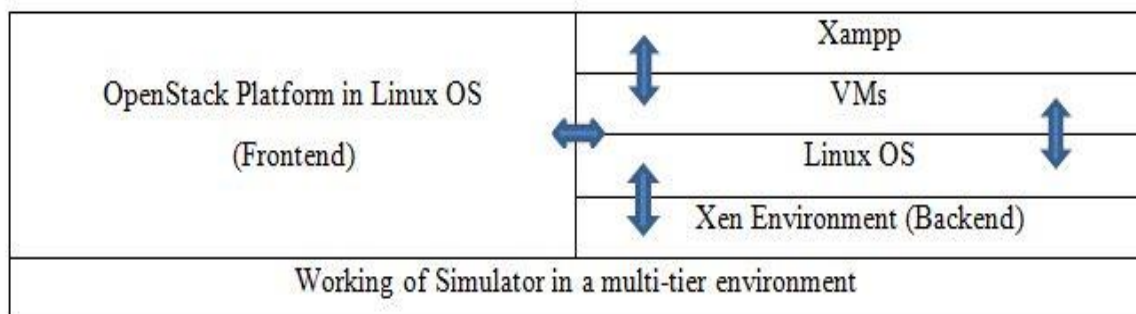 OpenStack Platform in Linux OS
(Frontend)
Xampp
VMs
Linux OS
Xen Environment (Backend)
Working of Simulator in a multi-tier environment